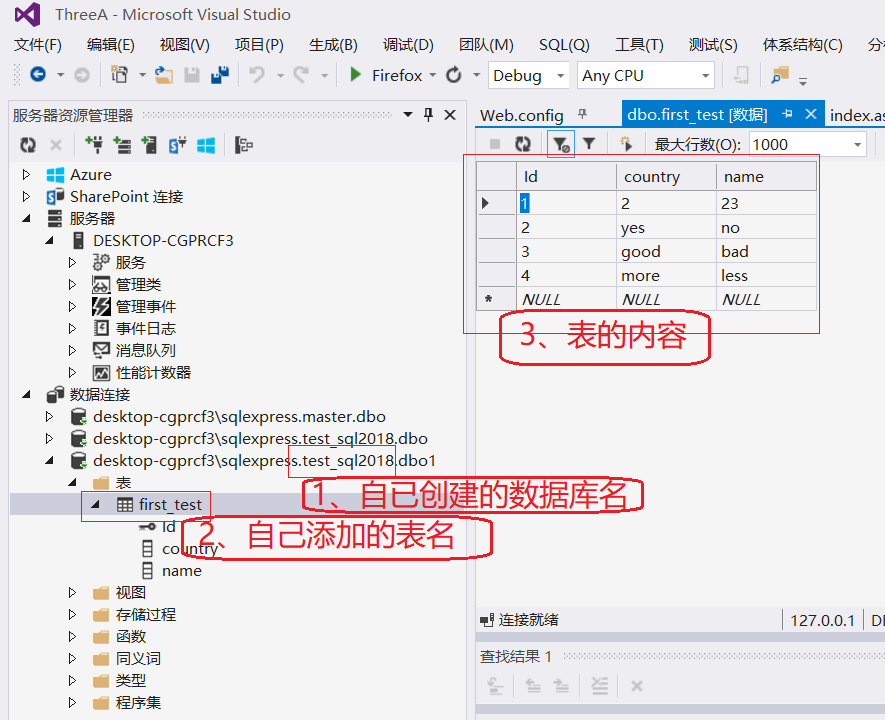 ThreeA - Microsoft Visual Studio
文件(F) 编辑(E) 视图(V) 项目(P) 生成(B) 调试(D) 团队(M) SQL(Q) 工具(T) 测试(S) 体系结构(C) 分
Firefox Debug Any CPU
服务器资源管理器
Azure
SharePoint 连接
服务器
DESKTOP-CGPRCF3
服务
管理类
管理事件
事件日志
消息队列
性能计数器
数据连接
desktop-cgprcf3\sqlexpress.master.dbo
desktop-cgprcf3\sqlexpress.test_sql2018.dbo
desktop-cgprcf3\sqlexpress.test_sql2018.dbo1
表
first_test
Id
country
name
视图
存储过程
函数
同义词
类型
程序集
1、自已创建的数据库名
2、自己添加的表名
Web.config dbo.first_test [数据] index.as
最大行数(O): 1000
Id country name
1 2 23
2 yes no
3 good bad
4 more less
* NULL NULL NULL
3、表的内容
连接就绪 127.0.0.1 DE
查找结果 1